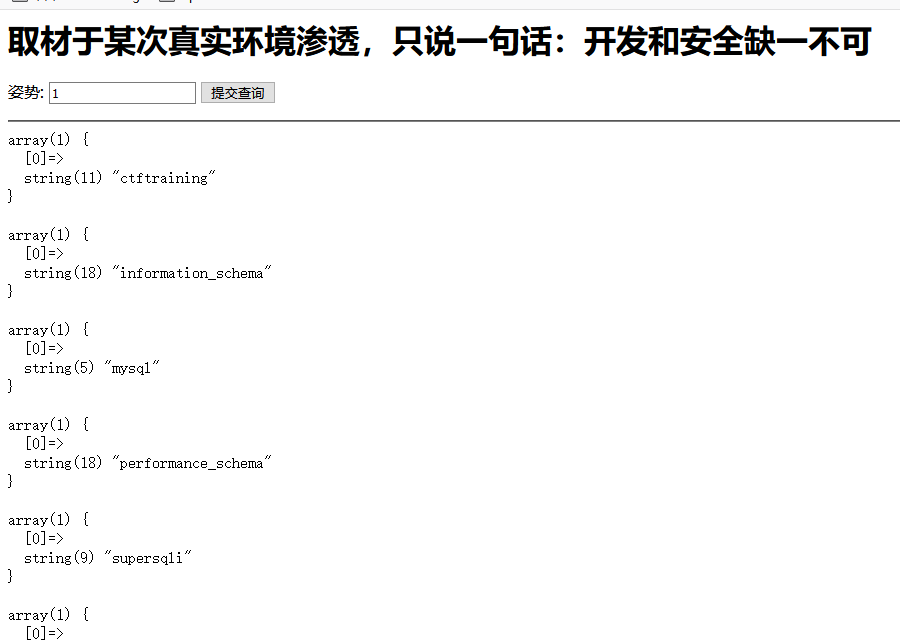 取材于某次真实环境渗透，只说一句话：开发和安全缺一不可
姿势: 1 提交查询
array(1) {
  [0]=>
  string(11) "ctftraining"
}
array(1) {
  [0]=>
  string(18) "information_schema"
}
array(1) {
  [0]=>
  string(5) "mysql"
}
array(1) {
  [0]=>
  string(18) "performance_schema"
}
array(1) {
  [0]=>
  string(9) "supersqli"
}
array(1) {
  [0]=>